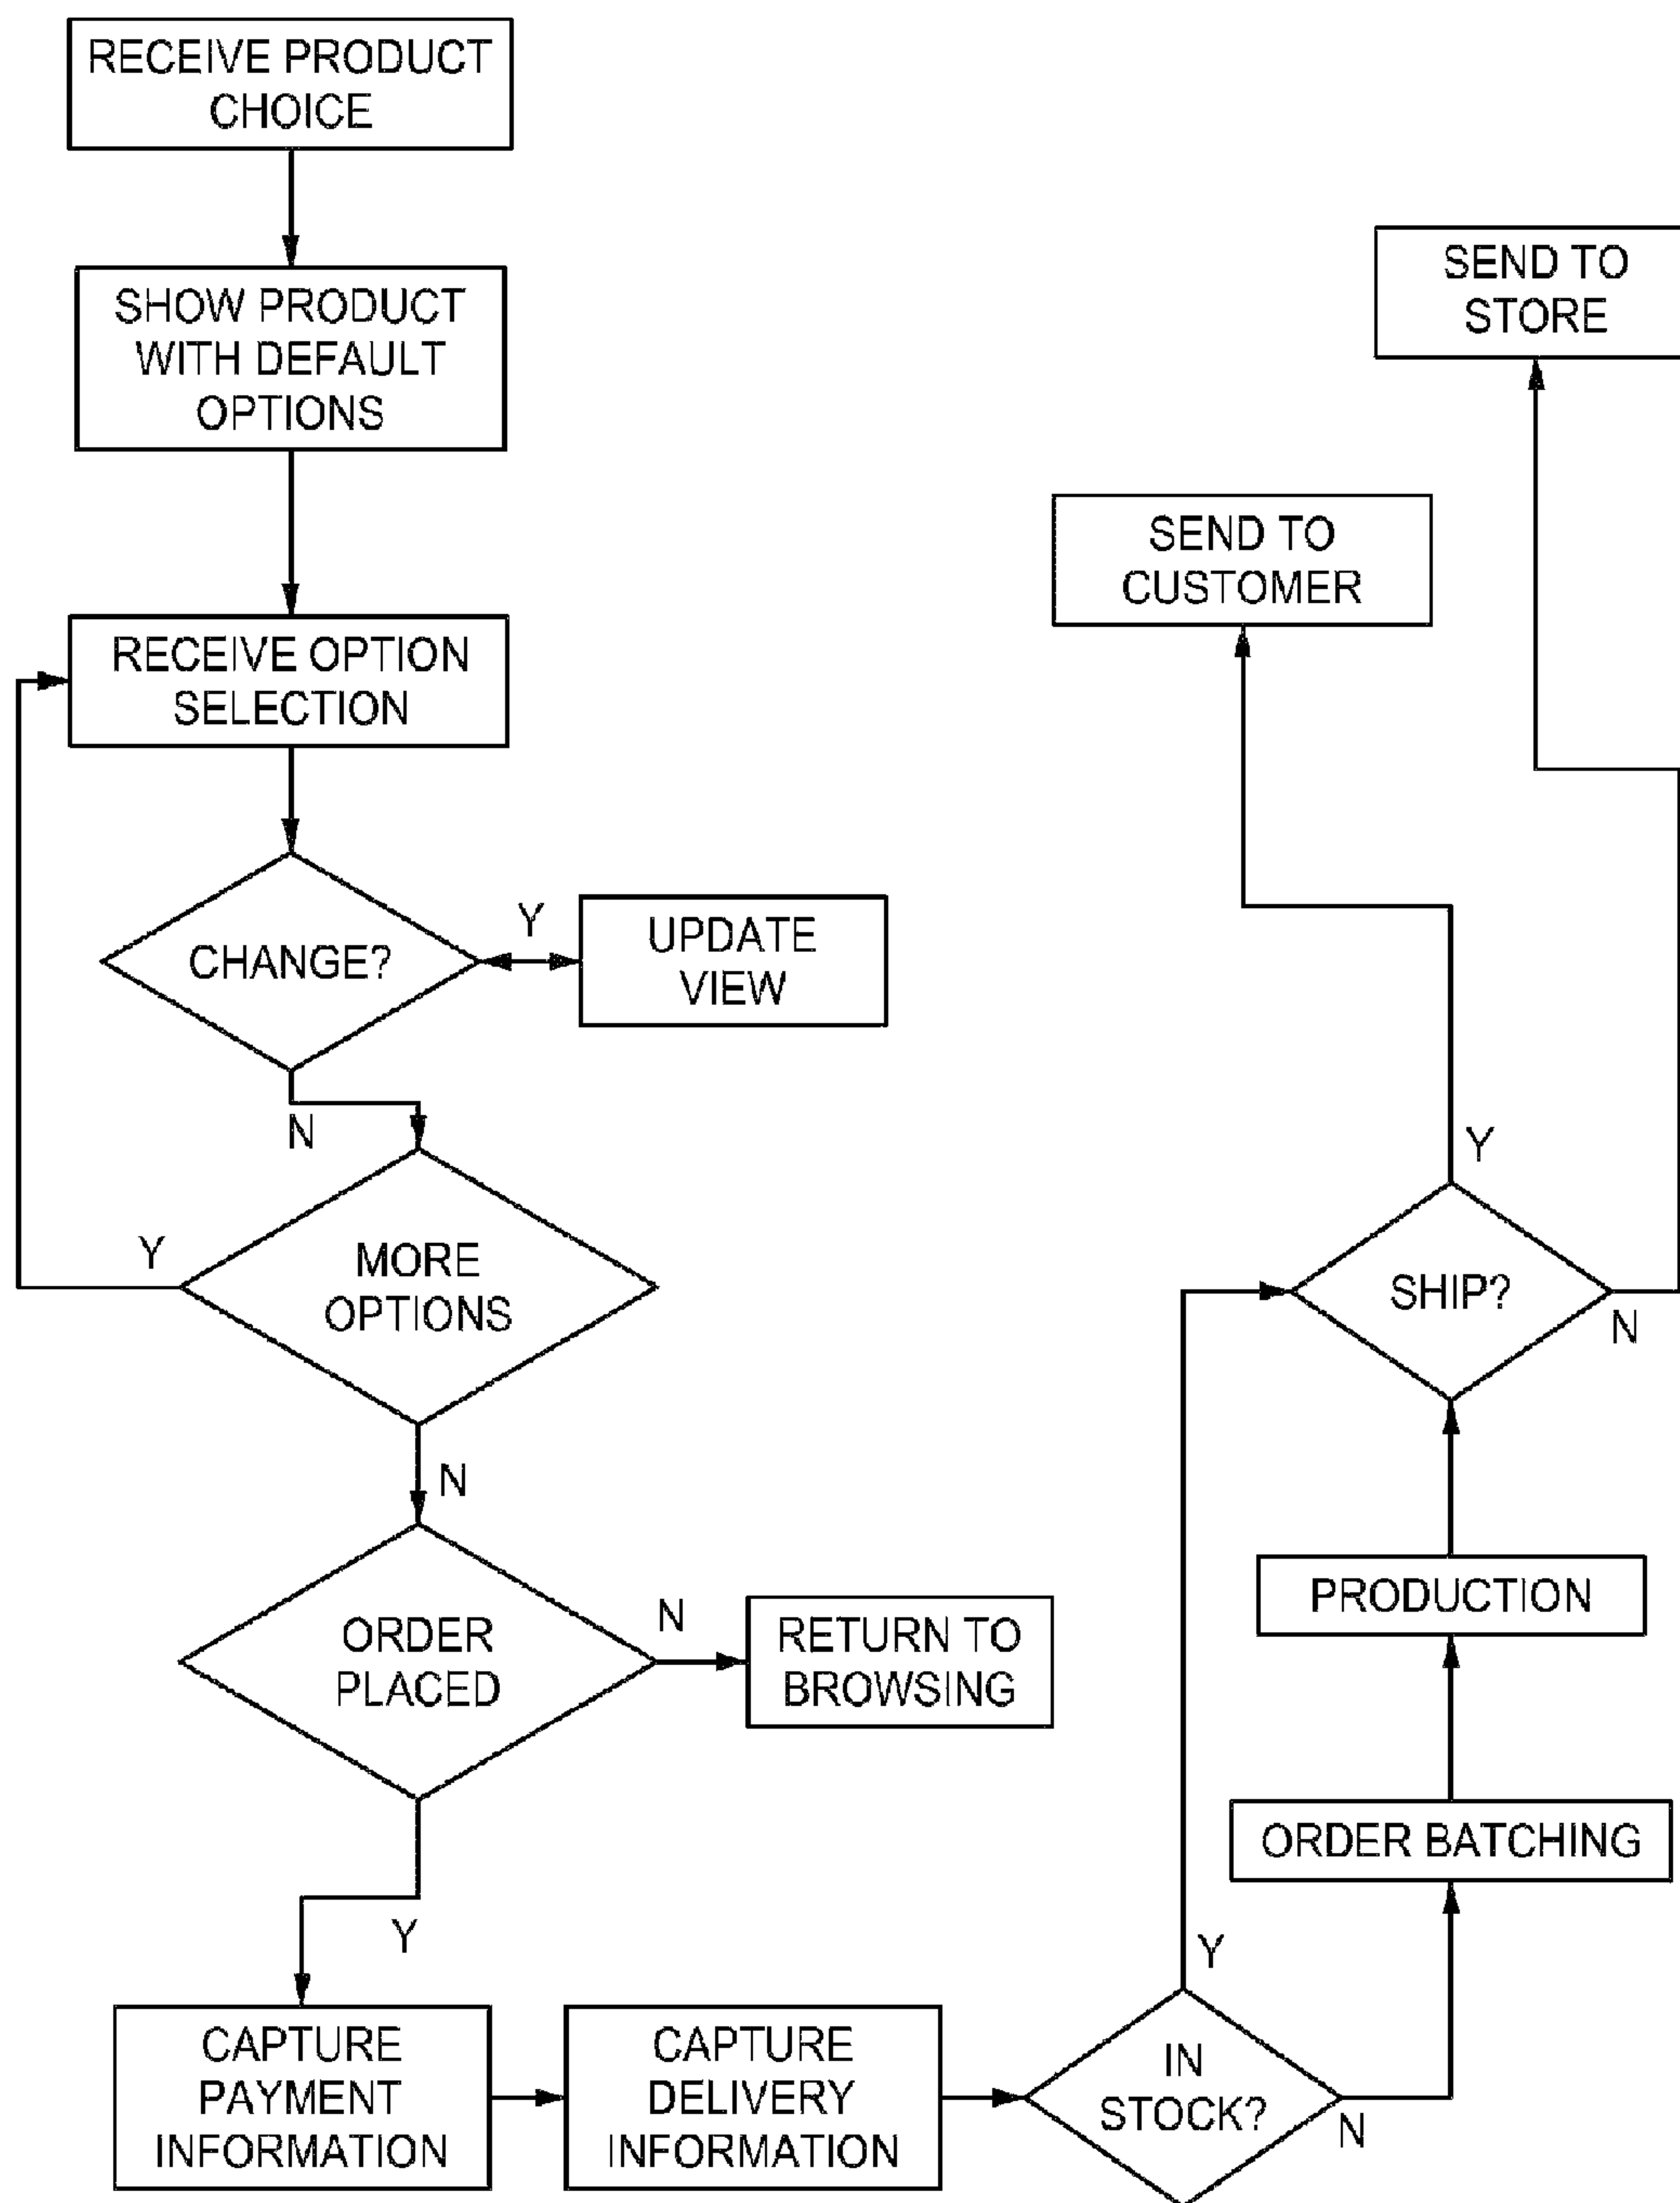 RECEIVE PRODUCT
CHOICE
SHOW PRODUCT
WITH DEFAULT
OPTIONS
RECEIVE OPTION
SELECTION
CHANGE?
Y
UPDATE
VIEW
N
MORE
OPTIONS
Y
N
ORDER
PLACED
N
RETURN TO
BROWSING
Y
CAPTURE
PAYMENT
INFORMATION
CAPTURE
DELIVERY
INFORMATION
IN
STOCK?
Y
N
ORDER BATCHING
PRODUCTION
SHIP?
Y
N
SEND TO
CUSTOMER
SEND TO
STORE